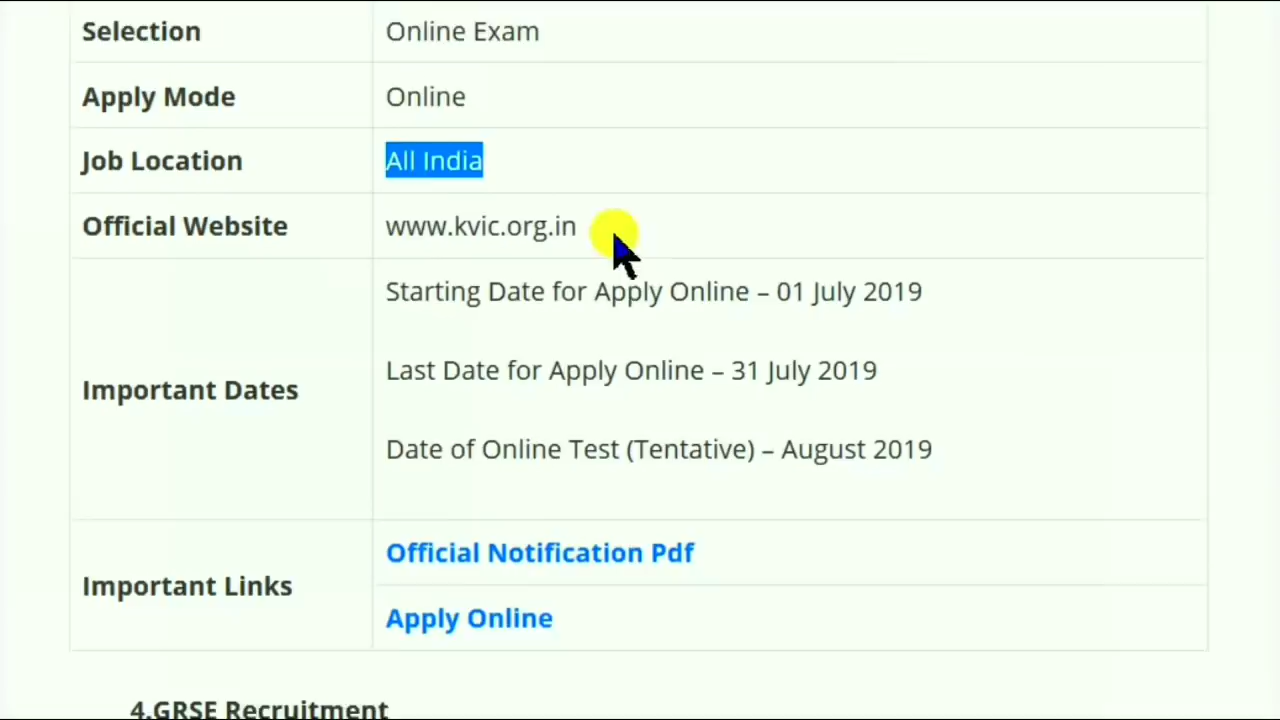 Selection Online Exam
Apply Mode Online
Job Location All India
Official Website www.kvic.org.in
Important Dates
Starting Date for Apply Online – 01 July 2019
Last Date for Apply Online – 31 July 2019
Date of Online Test (Tentative) – August 2019
Important Links
Official Notification Pdf
Apply Online
4.GRSE Recruitment